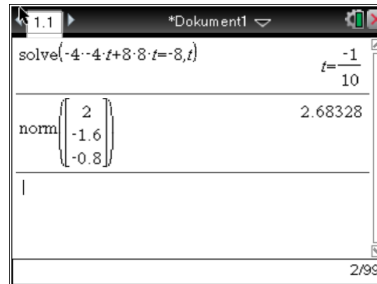 1.1 *Dokument1
solve(-4·-4·t+8·8·t=-8,t)
t=-1/10
norm([2
-1.6
-0.8])
2.68328
2/99